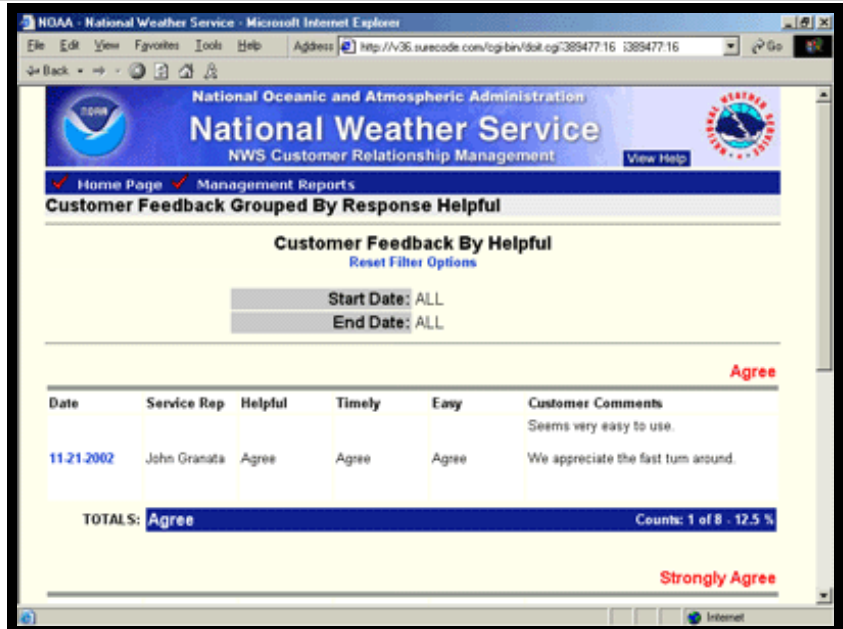 NOAA - National Weather Service - Microsoft Internet Explorer
File Edit View Favorites Tools Help Address http://v36.surecode.com/cgi-bin/doit.cgi?389477:16 Go
Back
National Oceanic and Atmospheric Administration
NOAA
National Weather Service
NWS Customer Relationship Management
View Help
Home Page Management Reports
Customer Feedback Grouped By Response Helpful
Customer Feedback By Helpful
Reset Filter Options
Start Date: ALL
End Date: ALL
Agree
Date Service Rep Helpful Timely Easy Customer Comments
Seems very easy to use.
11-21-2002 John Granata Agree Agree Agree We appreciate the fast turn around.
TOTALS: Agree Counts: 1 of 8 - 12.5 %
Strongly Agree
Internet